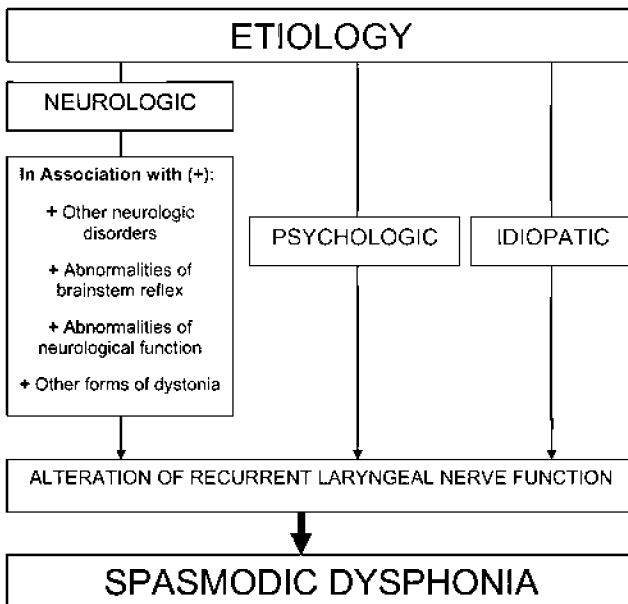 ETIOLOGY
NEUROLOGIC
In Association with (+):
+ Other neurologic
disorders
+ Abnormalities of
brainstem reflex
+ Abnormalities of
neurological function
+ Other forms of dystonia
PSYCHOLOGIC
IDIOPATIC
ALTERATION OF RECURRENT LARYNGEAL NERVE FUNCTION
SPASMODIC DYSPHONIA